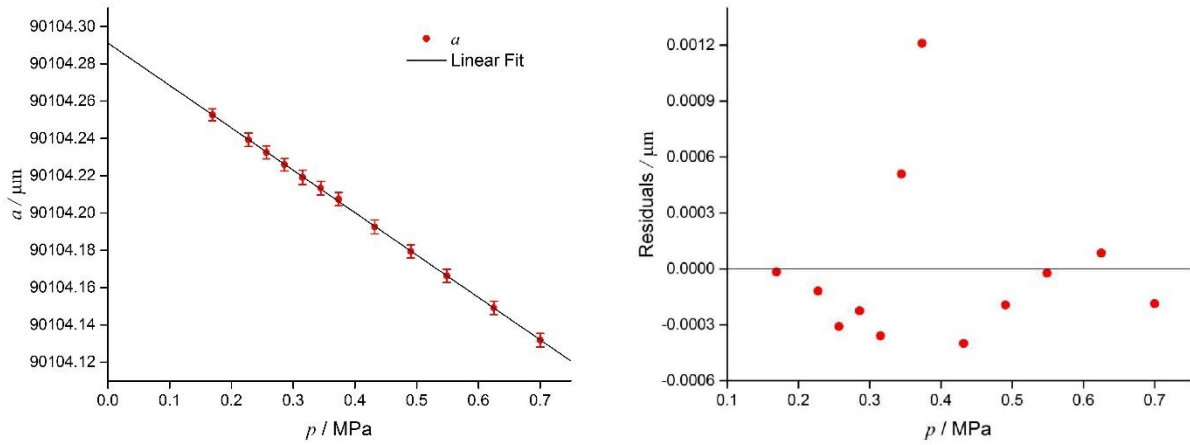 90104.30
90104.28
90104.26
90104.24
90104.22
90104.20
90104.18
90104.16
90104.14
90104.12
a / μm
a
Linear Fit
0.0 0.1 0.2 0.3 0.4 0.5 0.6 0.7
p / MPa
0.0012
0.0009
0.0006
0.0003
0.0000
-0.0003
-0.0006
Residuals / μm
0.1 0.2 0.3 0.4 0.5 0.6 0.7
p / MPa